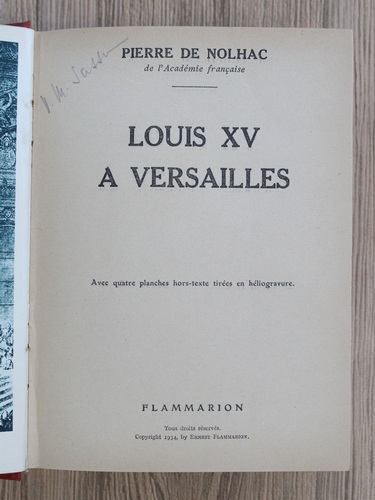 PIERRE DE NOLHAC
de l'Académie française
LOUIS XV
A VERSAILLES
Avec quatre planches hors-texte tirées en héliogravure.
FLAMMARION
Tous droits réservés.
Copyright 1934, by ERNEST FLAMMARION.